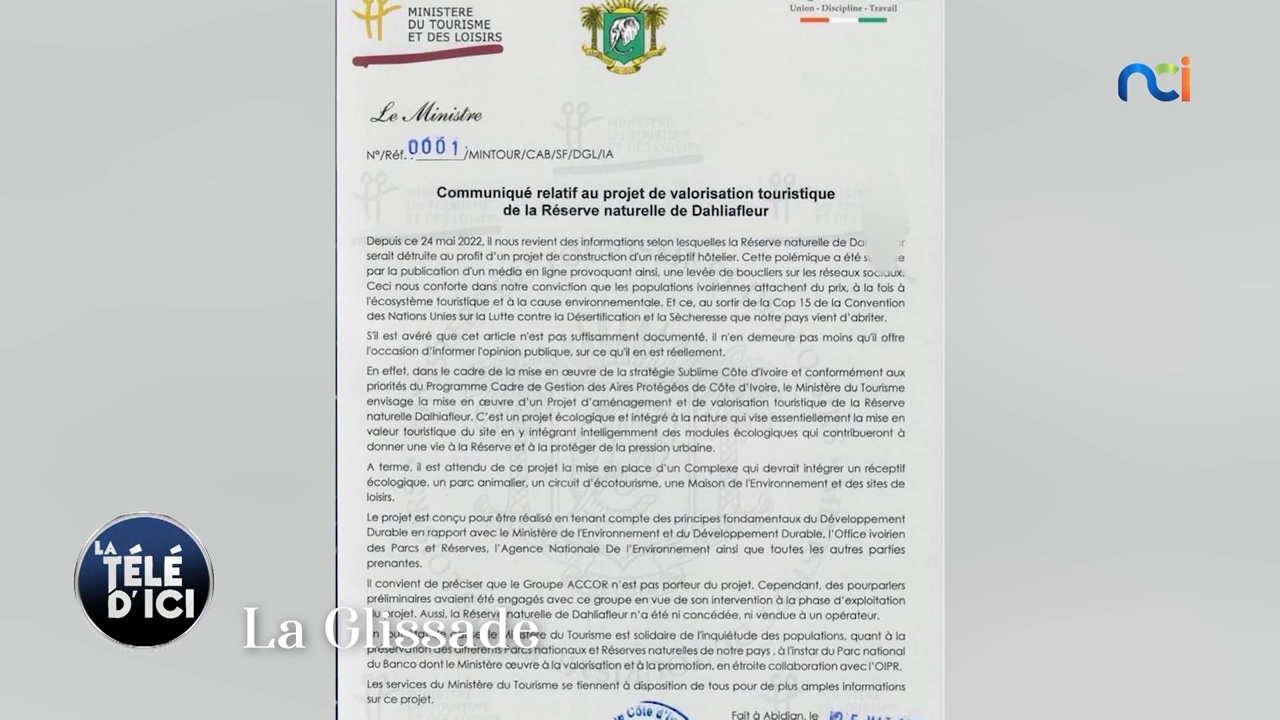 MINISTERE
DU TOURISME
ET DES LOISIRS
Union - Discipline - Travail
nci
Le Ministre
N°/Réf. : 0001 /MINTOUR/CAB/SF/DGL/IA
Communiqué relatif au projet de valorisation touristique
de la Réserve naturelle de Dahliafleur
Depuis ce 24 mai 2022, il nous revient des informations selon lesquelles la Réserve naturelle de
serait détruite au profit d'un projet de construction d'un réceptif hôtelier. Cette polémique a été
par la publication d'un média en ligne provoquant ainsi, une levée de boucliers sur les réseaux sociaux.
Ceci nous conforte dans notre conviction que les populations ivoiriennes attachent du prix, à la fois à
l'écosystème touristique et à la cause environnementale. Et ce, au sortir de la Cop 15 de la Convention
des Nations Unies sur la Lutte contre la Désertification et la Sècheresse que notre pays vient d'abriter.
S'il est avéré que cet article n'est pas suffisamment documenté, il n'en demeure pas moins qu'il offre
l'occasion d'informer l'opinion publique, sur ce qu'il en est réellement.
En effet, dans le cadre de la mise en œuvre de la stratégie Sublime Côte d'Ivoire et conformément aux
priorités du Programme Cadre de Gestion des Aires Protégées de Côte d'Ivoire, le Ministère du Tourisme
envisage la mise en œuvre d'un Projet d'aménagement et de valorisation touristique de la Réserve
naturelle Dalhiafleur. C'est un projet écologique et intégré à la nature qui vise essentiellement la mise en
valeur touristique du site en y intégrant intelligemment des modules écologiques qui contribueront à
donner une vie à la Réserve et à la protéger de la pression urbaine.
A terme, il est attendu de ce projet la mise en place d'un Complexe qui devrait intégrer un réceptif
écologique, un parc animalier, un circuit d'écotourisme, une Maison de l'Environnement et des sites de
loisirs.
Le projet est conçu pour être réalisé en tenant compte des principes fondamentaux du Développement
Durable en rapport avec le Ministère de l'Environnement et du Développement Durable, l'Office ivoirien
des Parcs et Réserves, l'Agence Nationale De l'Environnement ainsi que toutes les autres parties
prenantes.
Il convient de préciser que le Groupe ACCOR n'est pas porteur du projet. Cependant, des pourparlers
préliminaires avaient été engagés avec ce groupe en vue de son intervention à la phase d'exploitation
du projet. Aussi, la Réserve naturelle de Dahliafleur n'a été ni concédée, ni vendue à un opérateur.
Ministère du Tourisme est solidaire de l'inquiétude des populations, quant à la
préservation des différents Parcs nationaux et Réserves naturelles de notre pays , à l'instar du Parc national
du Banco dont le Ministère œuvre à la valorisation et à la promotion, en étroite collaboration avec l'OIPR.
Les services du Ministère du Tourisme se tiennent à disposition de tous pour de plus amples informations
sur ce projet.
Fait à Abidjan, le
LA
TÉLÉ
D'ICI
La Glissade